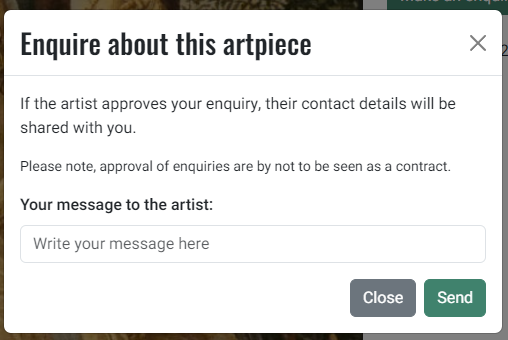 Enquire about this artpiece
If the artist approves your enquiry, their contact details will be
shared with you.
Please note, approval of enquiries are by not to be seen as a contract.
Your message to the artist:
Write your message here
Close
Send